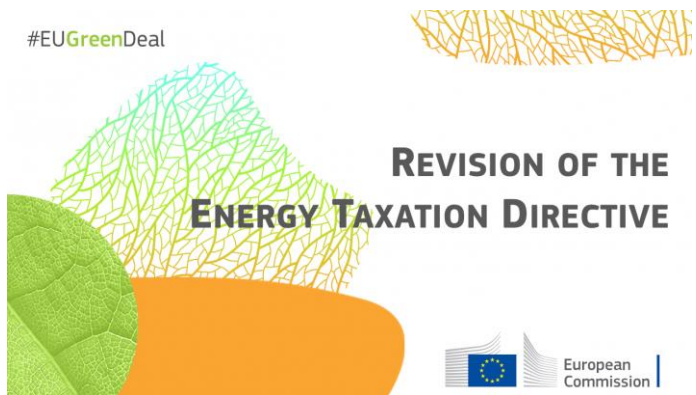 #EUGreenDeal
REVISION OF THE
ENERGY TAXATION DIRECTIVE
European
Commission